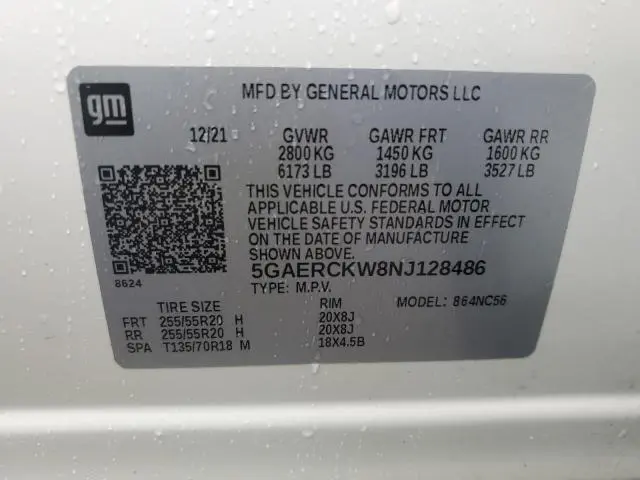 gm
MFD BY GENERAL MOTORS LLC
12/21 GVWR GAWR FRT GAWR RR
2800 KG 1450 KG 1600 KG
6173 LB 3196 LB 3527 LB
THIS VEHICLE CONFORMS TO ALL
APPLICABLE U.S. FEDERAL MOTOR
VEHICLE SAFETY STANDARDS IN EFFECT
ON THE DATE OF MANUFACTURE
SHOWN ABOVE.
5GAERCKW8NJ128486
8624
TYPE: M.P.V.
TIRE SIZE RIM MODEL: 864NC56
FRT 255/55R20 H 20X8J
RR 255/55R20 H 20X8J
SPA T135/70R18 M 18X4.5B